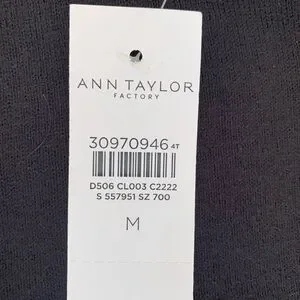 ANN TAYLOR
FACTORY
30970946 4T
D506 CL003 C2222
S 557951 SZ 700
M